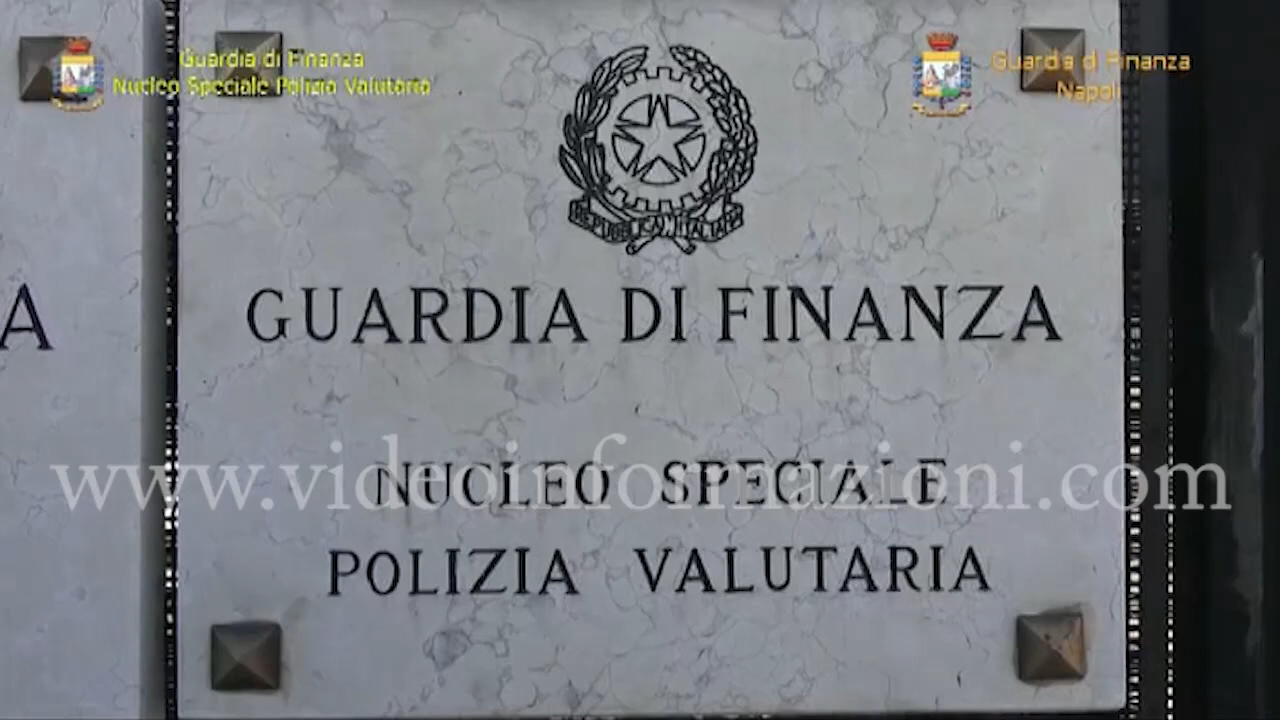 Guardia di Finanza
Nucleo Speciale Polizia Valutaria
Guardia di Finanza
Napoli
REPUBBLICA ITALIANA
A
GUARDIA DI FINANZA
www.videoinformazioni.com
NUCLEO SPECIALE
POLIZIA VALUTARIA